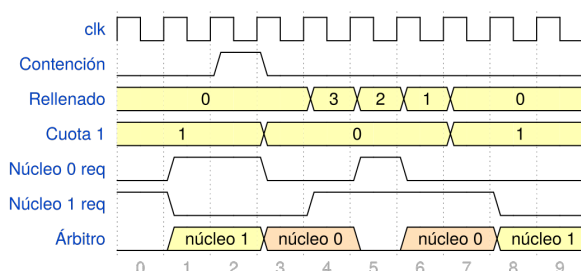 clk
Contención
Rellenado 0 3 2 1 0
Cuota 1 1 0 1
Núcleo 0 req
Núcleo 1 req
Árbitro núcleo 1 núcleo 0 núcleo 0 núcleo 1
0 1 2 3 4 5 6 7 8 9